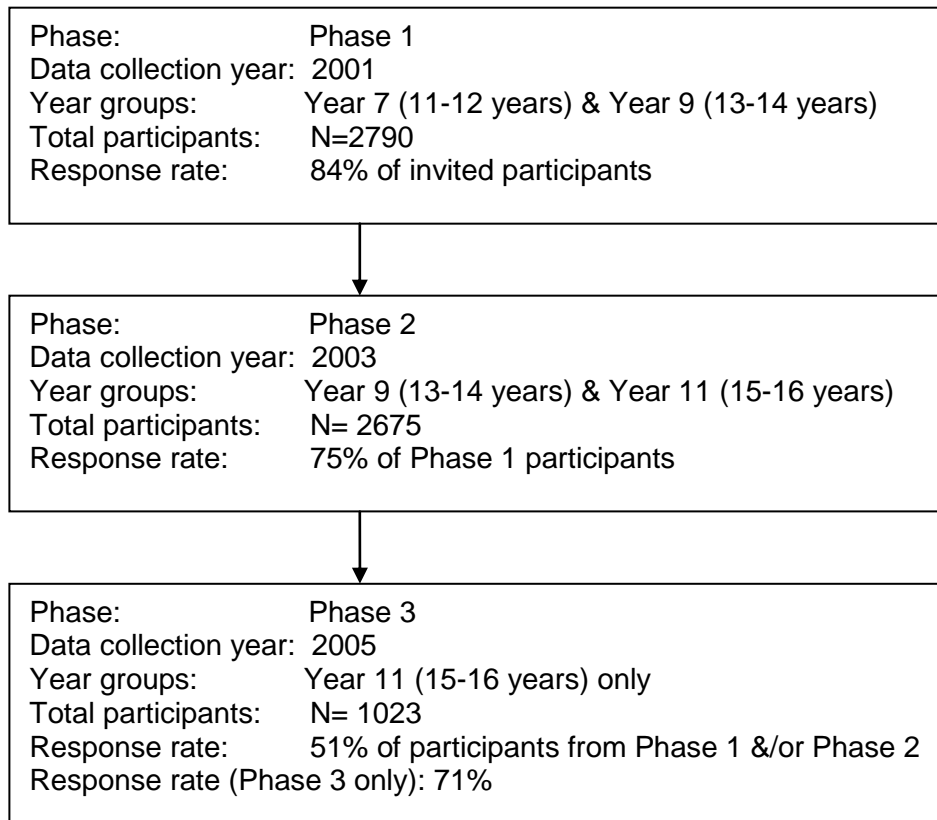 Phase: Phase 1
Data collection year: 2001
Year groups: Year 7 (11-12 years) & Year 9 (13-14 years)
Total participants: N=2790
Response rate: 84% of invited participants
Phase: Phase 2
Data collection year: 2003
Year groups: Year 9 (13-14 years) & Year 11 (15-16 years)
Total participants: N= 2675
Response rate: 75% of Phase 1 participants
Phase: Phase 3
Data collection year: 2005
Year groups: Year 11 (15-16 years) only
Total participants: N= 1023
Response rate: 51% of participants from Phase 1 &/or Phase 2
Response rate (Phase 3 only): 71%